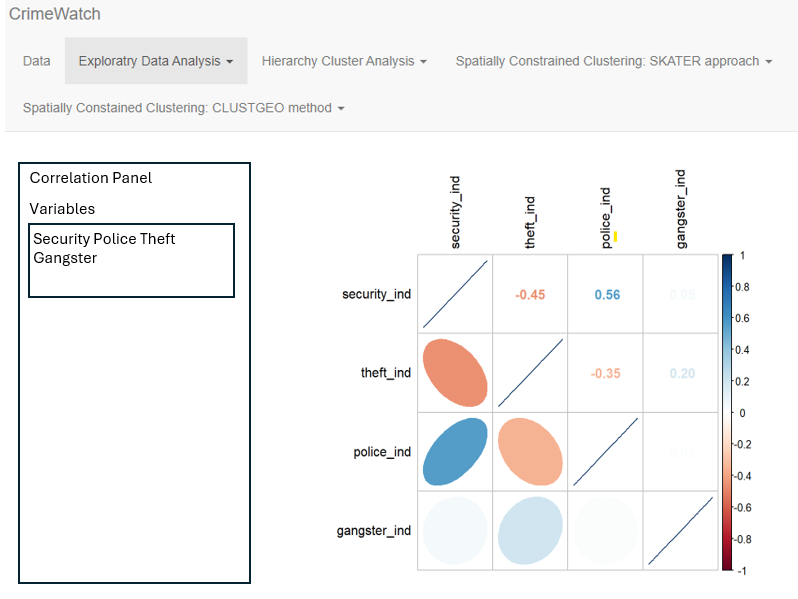 CrimeWatch
Data Exploratry Data Analysis Hierarchy Cluster Analysis Spatially Constrained Clustering: SKATER approach
Spatially Constained Clustering: CLUSTGEO method
Correlation Panel
Variables
Security Police Theft
Gangster
security_ind theft_ind police_ind gangster_ind
security_ind -0.45 0.56 0.05
theft_ind -0.35 0.20
police_ind
gangster_ind
1
0.8
0.6
0.4
0.2
0
-0.2
-0.4
-0.6
-0.8
-1